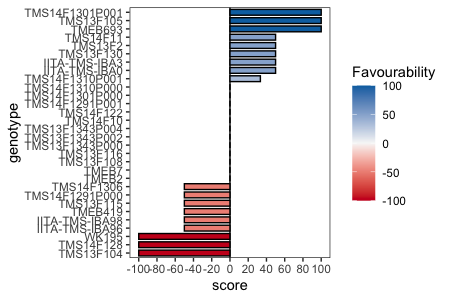 TMS14F1301P001
TMS13F105
TMEB693
TMS14F11
TMS13F2
TMS13F130
IITA-TMS-IBA3
IITA-TMS-IBA0
TMS14F1310P001
TMS14F1310P000
TMS14F1301P000
TMS14F1291P001
TMS14F122
TMS14F10
TMS13F1343P004
TMS13F1343P002
TMS13F1343P000
TMS13F116
TMS13F108
TMEB7
TMEB2
TMS14F1306
TMS14F1291P000
TMS13F115
TMEB419
IITA-TMS-IBA98
IITA-TMS-IBA96
WK195
TMS14F128
TMS13F104
genotype
-100 -80 -60 -40 -20 0 20 40 60 80 100
score
Favourability
100
50
0
-50
-100